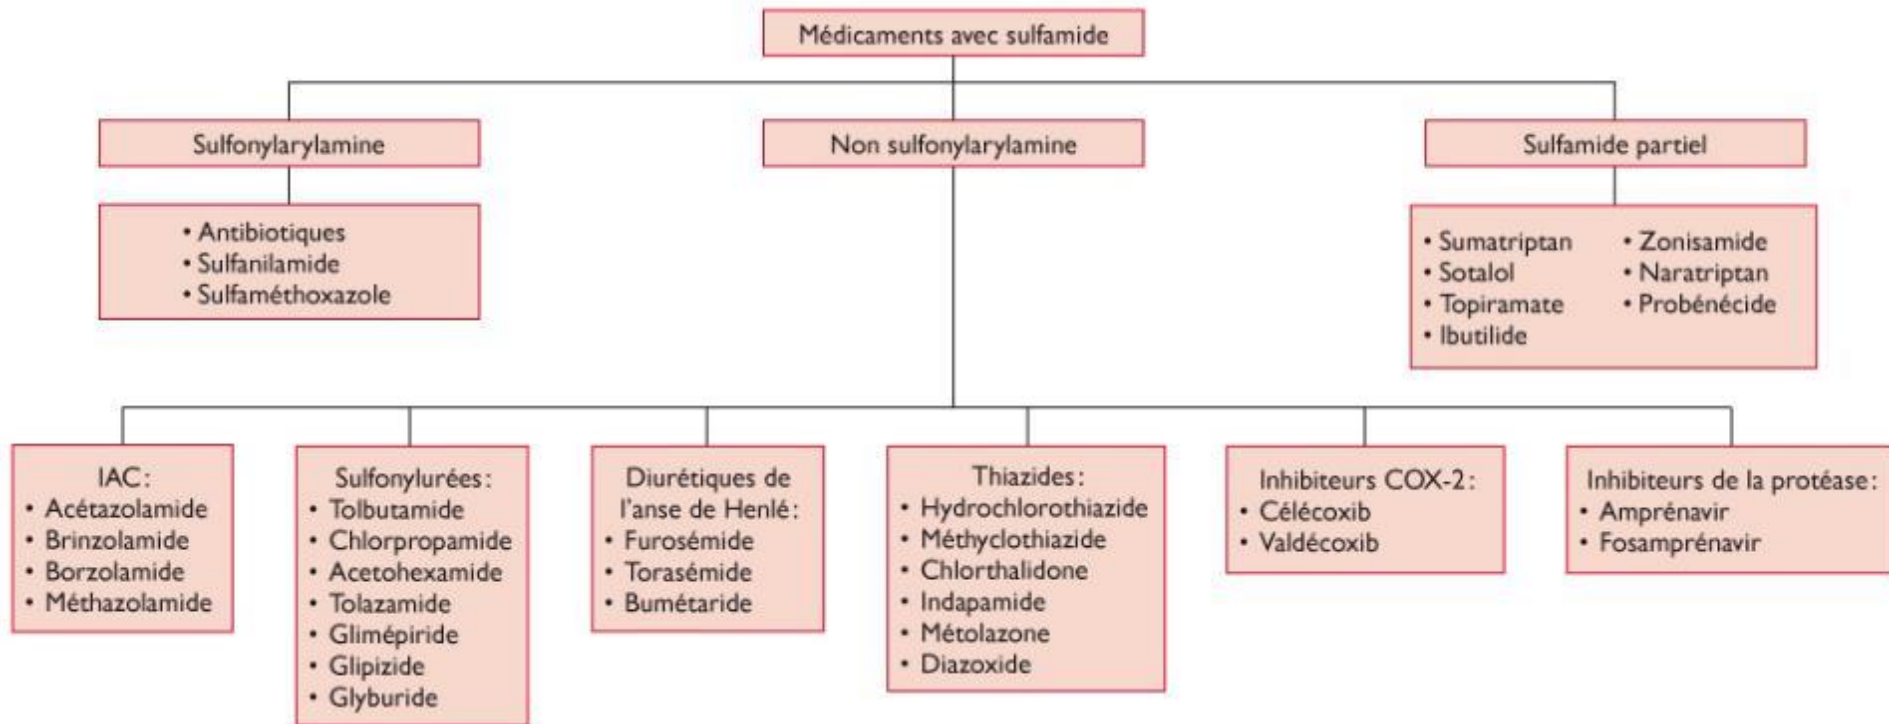 Médicaments avec sulfamide
Sulfonylarylamine
Non sulfonylarylamine
Sulfamide partiel
• Antibiotiques
• Sulfanilamide
• Sulfaméthoxazole
• Sumatriptan
• Sotalol
• Topiramate
• Ibutilide
• Zonisamide
• Naratriptan
• Probénécide
IAC:
• Acétazolamide
• Brinzolamide
• Borzolamide
• Méthazolamide
Sulfonylurées:
• Tolbutamide
• Chlorpropamide
• Acetohexamide
• Tolazamide
• Glimépiride
• Glipizide
• Glyburide
Diurétiques de
l'anse de Henlé:
• Furosémide
• Torasémide
• Bumétaride
Thiazides:
• Hydrochlorothiazide
• Méthyclothiazide
• Chlorthalidone
• Indapamide
• Métolazone
• Diazoxide
Inhibiteurs COX-2:
• Célécoxib
• Valdécoxib
Inhibiteurs de la protéase:
• Amprénavir
• Fosamprénavir